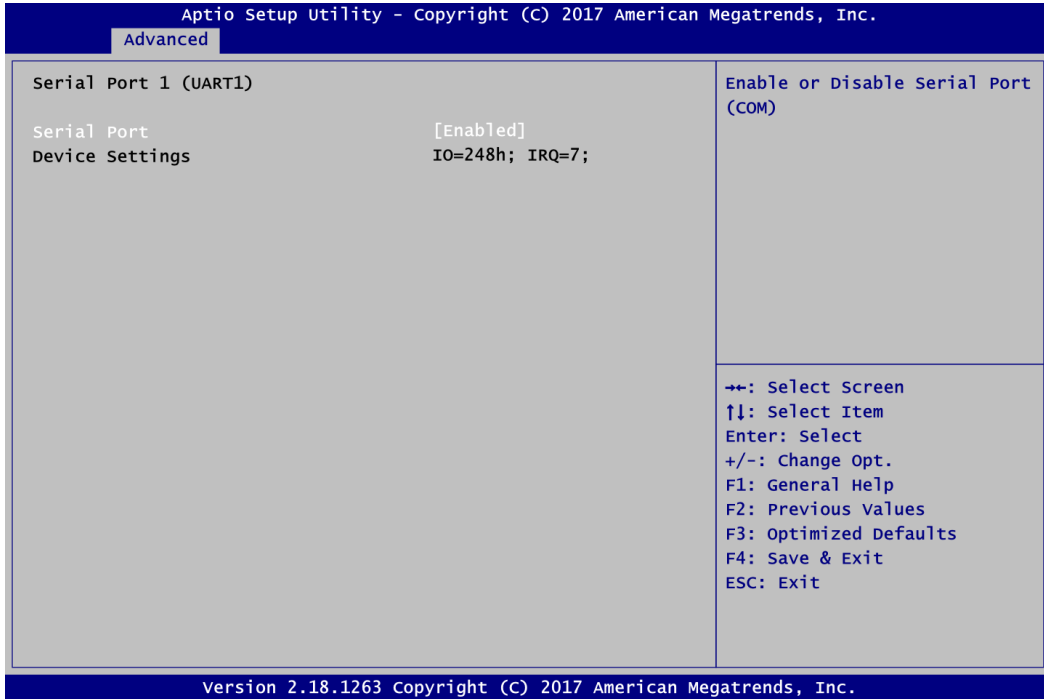 Aptio Setup Utility - Copyright (C) 2017 American Megatrends, Inc.
Advanced
Serial Port 1 (UART1)
Serial Port [Enabled]
Device Settings IO=248h; IRQ=7;
Enable or Disable Serial Port
(COM)
→←: Select Screen
↑↓: Select Item
Enter: Select
+/-: Change Opt.
F1: General Help
F2: Previous Values
F3: Optimized Defaults
F4: Save & Exit
ESC: Exit
Version 2.18.1263 Copyright (C) 2017 American Megatrends, Inc.